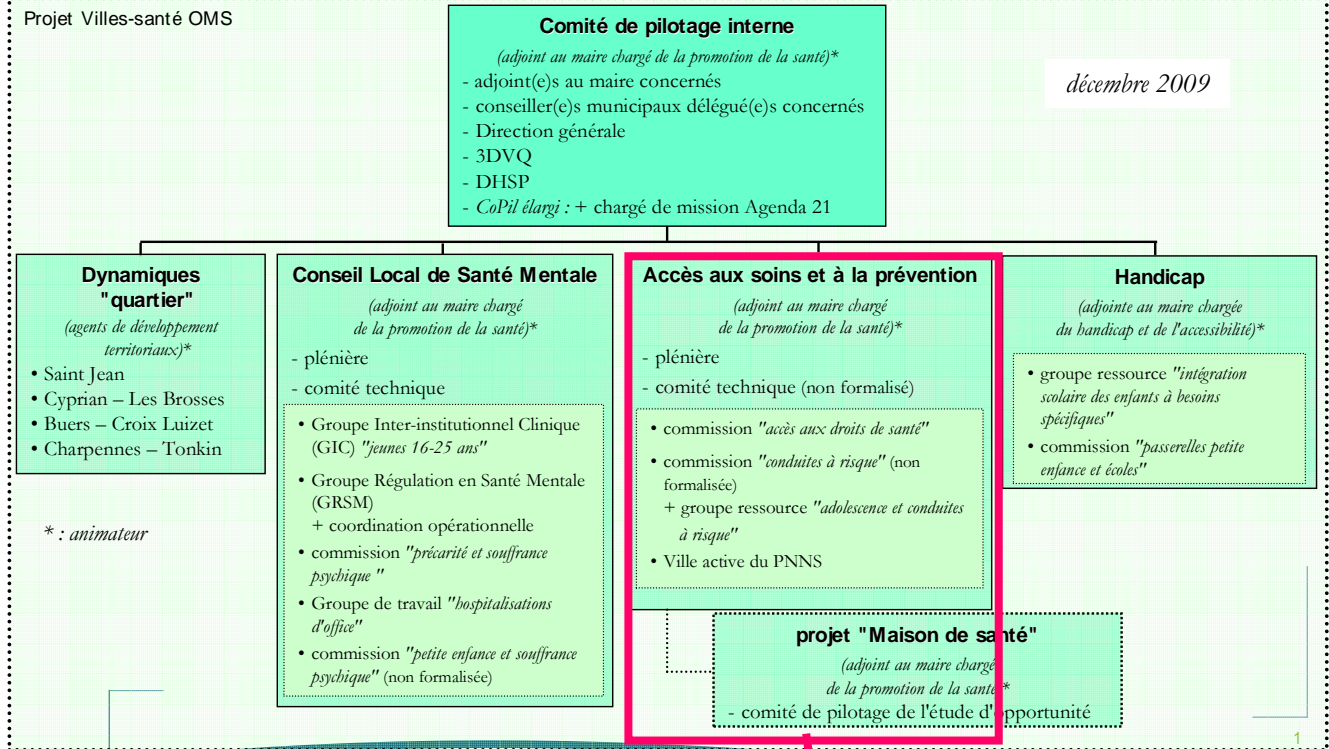 Projet Villes-santé OMS
Comité de pilotage interne
(adjoint au maire chargé de la promotion de la santé)*
- adjoint(e)s au maire concernés
- conseiller(e)s municipaux délégué(e)s concernés
- Direction générale
- 3DVQ
- DHSP
- CoPil élargi : + chargé de mission Agenda 21
décembre 2009
Dynamiques
"quartier"
(agents de développement
territoriaux)*
• Saint Jean
• Cyprian – Les Brosses
• Buers – Croix Luizet
• Charpennes – Tonkin
* : animateur
Conseil Local de Santé Mentale
(adjoint au maire chargé
de la promotion de la santé)*
- plénière
- comité technique
• Groupe Inter-institutionnel Clinique
(GIC) "jeunes 16-25 ans"
• Groupe Régulation en Santé Mentale
(GRSM)
+ coordination opérationnelle
• commission "précarité et souffrance
psychique "
• Groupe de travail "hospitalisations
d'office"
• commission "petite enfance et souffrance
psychique" (non formalisée)
Accès aux soins et à la prévention
(adjoint au maire chargé
de la promotion de la santé)*
- plénière
- comité technique (non formalisé)
• commission "accès aux droits de santé"
• commission "conduites à risque" (non
formalisée)
+ groupe ressource "adolescence et conduites
à risque"
• Ville active du PNNS
projet "Maison de santé"
(adjoint au maire chargé
de la promotion de la santé)*
- comité de pilotage de l'étude d'opportunité
Handicap
(adjointe au maire chargée
du handicap et de l'accessibilité)*
• groupe ressource "intégration
scolaire des enfants à besoins
spécifiques"
• commission "passerelles petite
enfance et écoles"
1